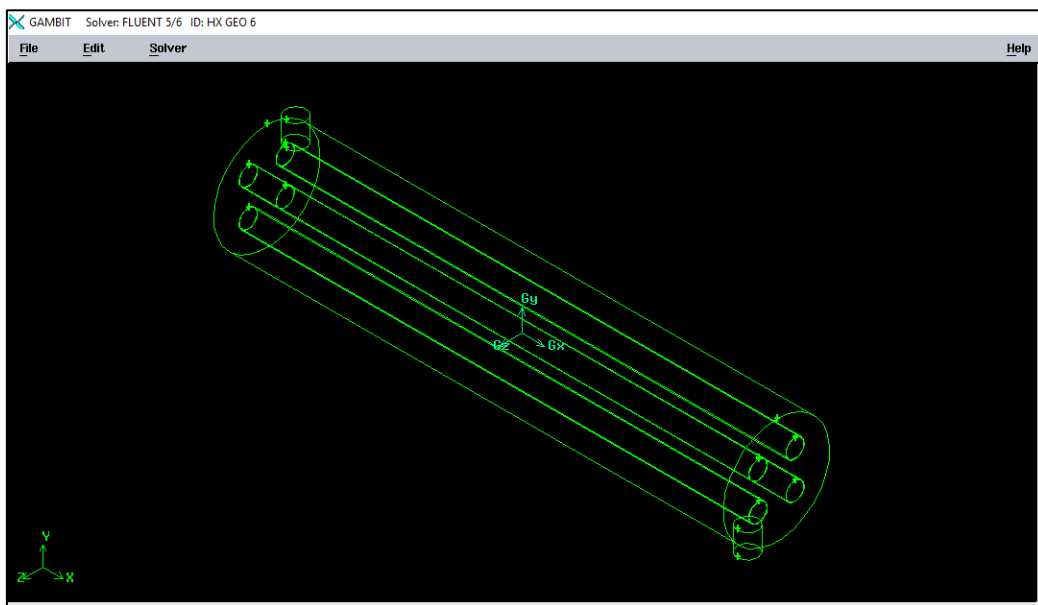 GAMBIT Solver: FLUENT 5/6 ID: HX GEO 6
File Edit Solver Help
Gy
Gz Gx
Y
Z X